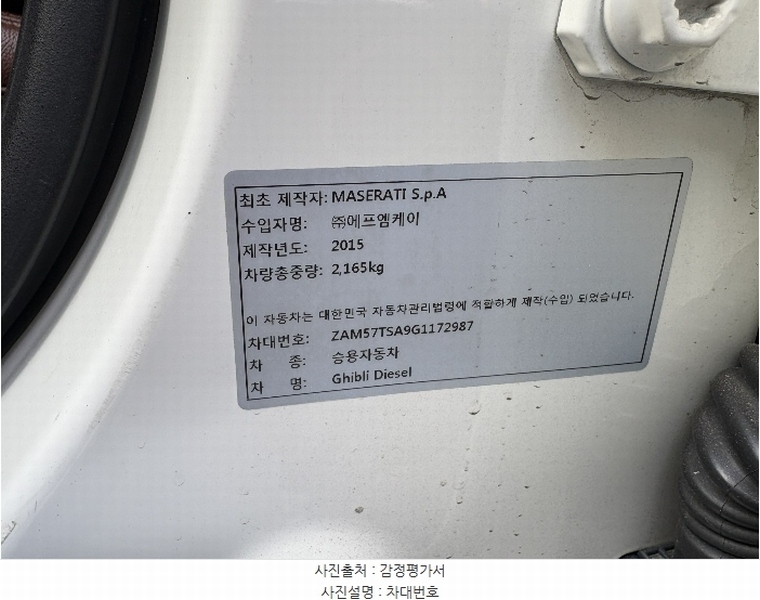 최초 제작자: MASERATI S.p.A
수입자명: ㈜에프엠케이
제작년도: 2015
차량총중량: 2,165kg
이 자동차는 대한민국 자동차관리법령에 적합하게 제작(수입) 되었습니다.
차대번호: ZAM57TSA9G1172987
차 종: 승용자동차
차 명: Ghibli Diesel
사진출처 : 감정평가서
사진설명 : 차대번호